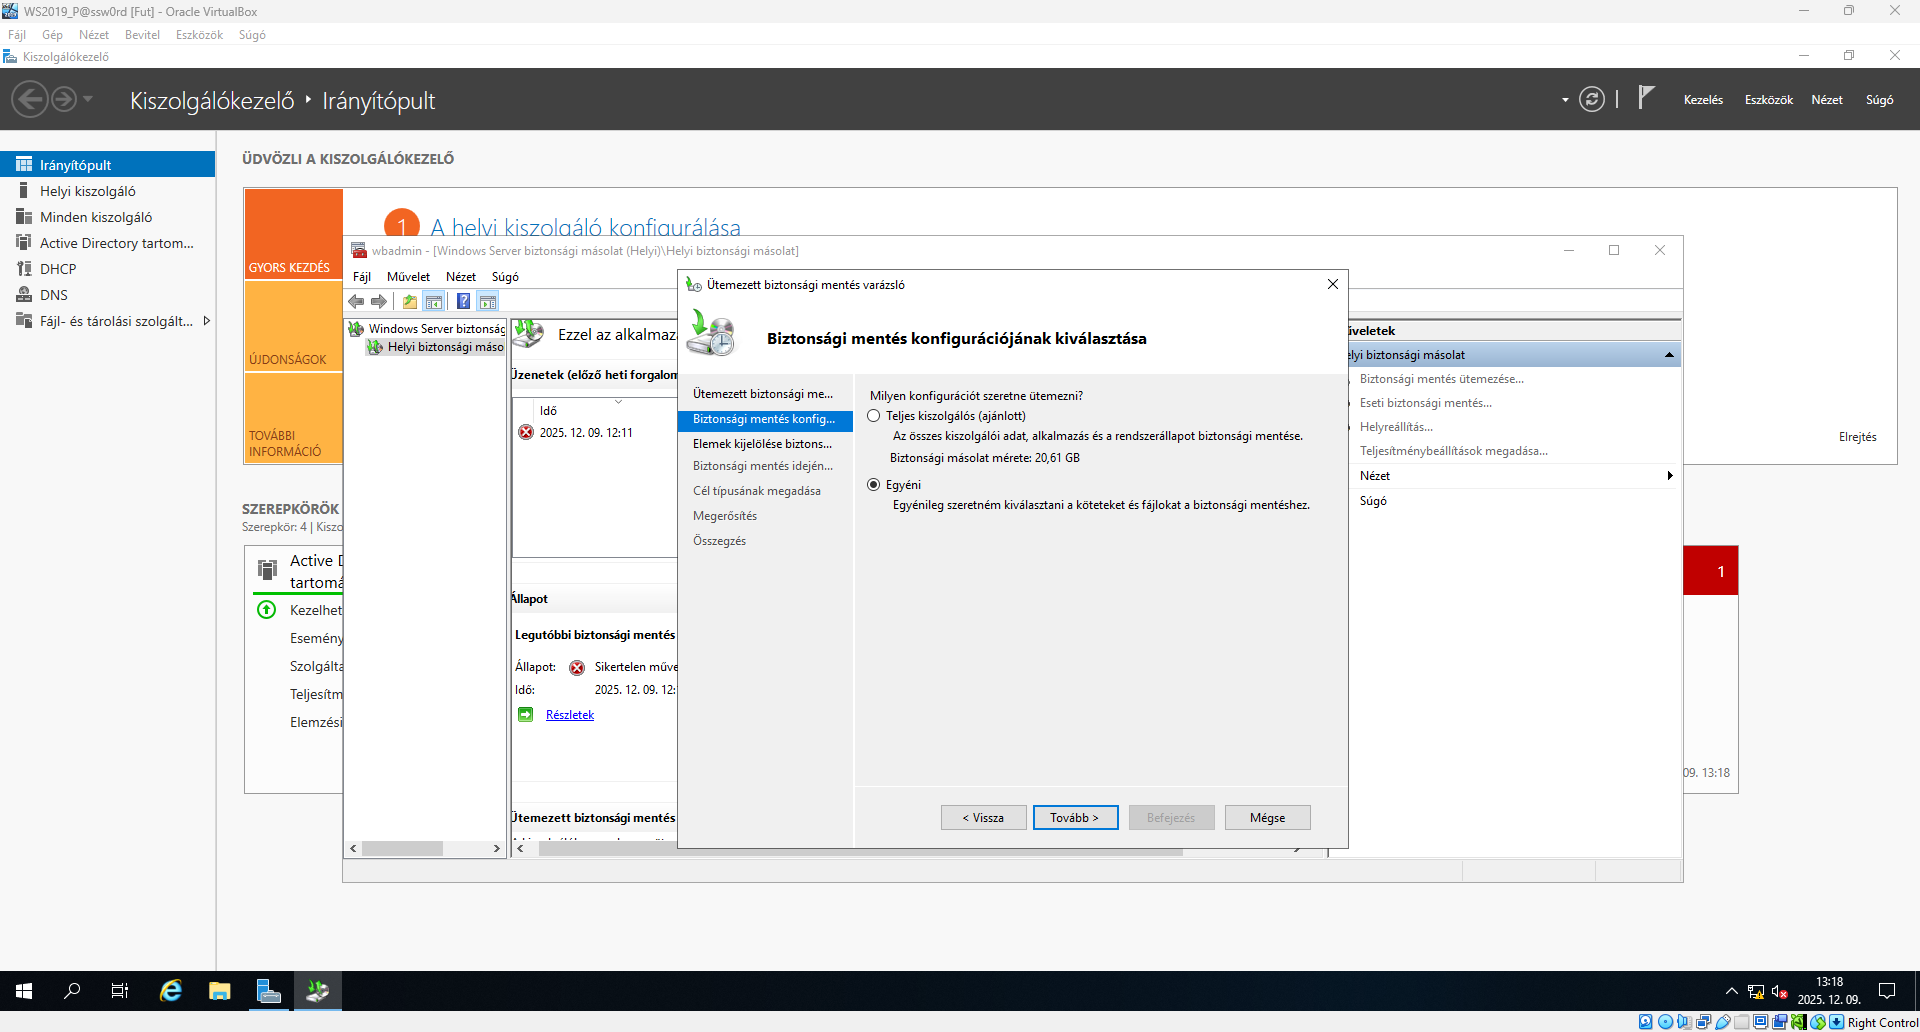 WS2019_P@ssw0rd [Fut] - Oracle VirtualBox
Fájl Gép Nézet Bevitel Eszközök Súgó
Kiszolgálókezelő
Kiszolgálókezelő Irányítópult
Kezelés Eszközök Nézet Súgó
Irányítópult
Helyi kiszolgáló
Minden kiszolgáló
Active Directory tartom...
DHCP
DNS
Fájl- és tárolási szolgált...
ÜDVÖZLI A KISZOLGÁLÓKEZELŐ
GYORS KEZDÉS
ÚJDONSÁGOK
TOVÁBBI
INFORMÁCIÓ
1 A helyi kiszolgáló konfigurálása
Elrejtés
SZEREPKÖRÖK
Szerepkör: 4 | Kiszo
Active D
tartomá
Kezelhet
Esemény
Szolgálta
Teljesítm
Elemzési
1
09. 13:18
wbadmin - [Windows Server biztonsági másolat (Helyi)\Helyi biztonsági másolat]
Fájl Művelet Nézet Súgó
Windows Server biztonság
Helyi biztonsági máso
Ezzel az alkalmaz
Üzenetek (előző heti forgalom
Idő
2025. 12. 09. 12:11
Állapot
Legutóbbi biztonsági mentés
Állapot: Sikertelen műve
Idő: 2025. 12. 09. 12:
Részletek
Ütemezett biztonsági mentés
Ütemezett biztonsági mentés varázsló
Biztonsági mentés konfigurációjának kiválasztása
Ütemezett biztonsági me...
Biztonsági mentés konfig...
Elemek kijelölése biztons...
Biztonsági mentés idején...
Cél típusának megadása
Megerősítés
Összegzés
Milyen konfigurációt szeretne ütemezni?
Teljes kiszolgálós (ajánlott)
Az összes kiszolgálói adat, alkalmazás és a rendszerállapot biztonsági mentése.
Biztonsági másolat mérete: 20,61 GB
Egyéni
Egyénileg szeretném kiválasztani a köteteket és fájlokat a biztonsági mentéshez.
< Vissza Tovább > Befejezés Mégse
űveletek
elyi biztonsági másolat
Biztonsági mentés ütemezése...
Eseti biztonsági mentés...
Helyreállítás...
Teljesítménybeállítások megadása...
Nézet
Súgó
13:18
2025. 12. 09.
Right Control